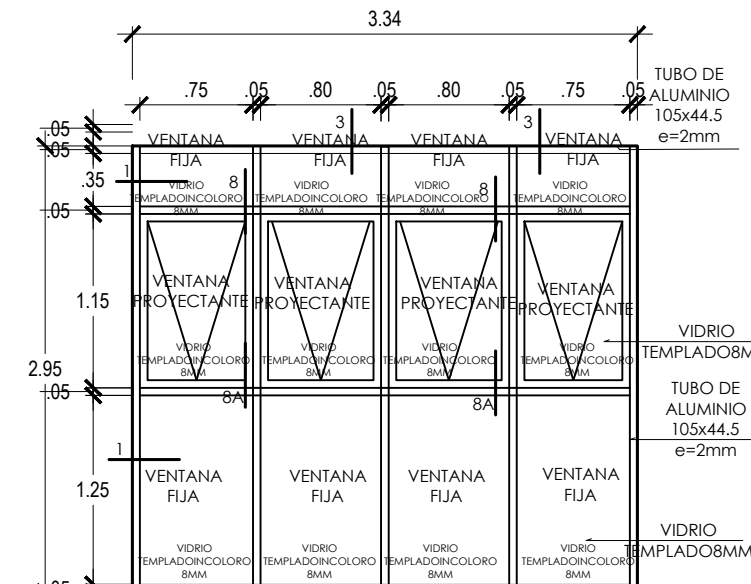 3.34
.75 .05 .80 .05 .80 .05 .75 .05
TUBO DE
ALUMINIO
105x44.5
e=2mm
.05
.05
.35
.05
1.15
2.95
.05
1.25
.05
3
3
1
8
8
VENTANA
FIJA
VIDRIO
TEMPLADOINCOLORO
8MM
VENTANA
FIJA
VIDRIO
TEMPLADOINCOLORO
8MM
VENTANA
FIJA
VIDRIO
TEMPLADOINCOLORO
8MM
VENTANA
FIJA
VIDRIO
TEMPLADOINCOLORO
8MM
VENTANA
PROYECTANTE
VIDRIO
TEMPLADOINCOLORO
8MM
VENTANA
PROYECTANTE
VIDRIO
TEMPLADOINCOLORO
8MM
VENTANA
PROYECTANTE
VIDRIO
TEMPLADOINCOLORO
8MM
VENTANA
PROYECTANTE
VIDRIO
TEMPLADOINCOLORO
8MM
VIDRIO
TEMPLADO8M
8A
8A
TUBO DE
ALUMINIO
105x44.5
e=2mm
1
VENTANA
FIJA
VIDRIO
TEMPLADOINCOLORO
8MM
VENTANA
FIJA
VIDRIO
TEMPLADOINCOLORO
8MM
VENTANA
FIJA
VIDRIO
TEMPLADOINCOLORO
8MM
VENTANA
FIJA
VIDRIO
TEMPLADOINCOLORO
8MM
VIDRIO
TEMPLADO8MM